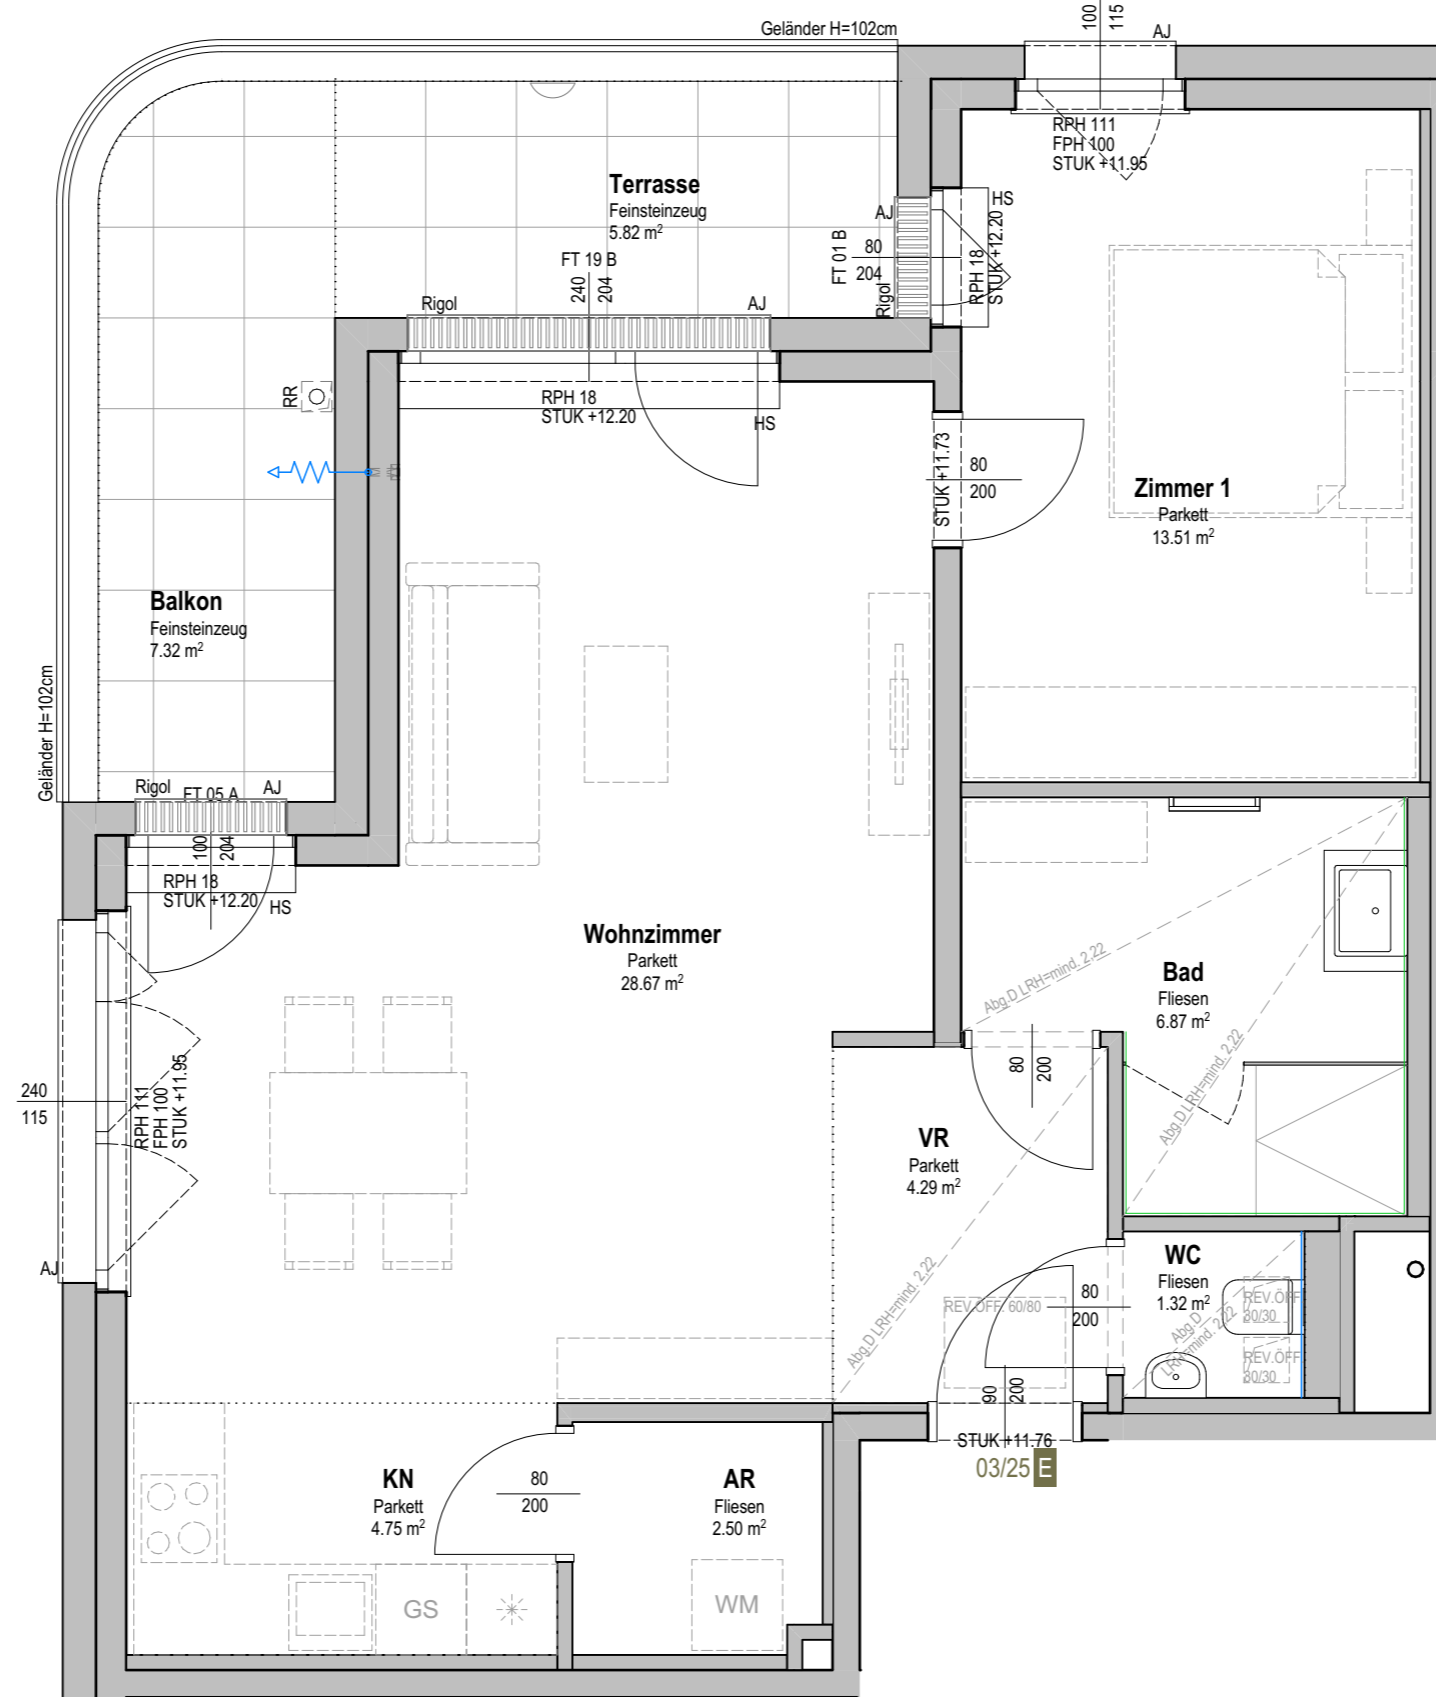 Geländer H=102cm
100
115
AJ
RPH 111
FPH 100
STUK +11.95
Terrasse
Feinsteinzeug
5.82 m²
FT 19 B
240
204
Rigol
AJ
AJ
FT 01 B
80
204
Rigol
HS
RPH 18
STUK +12.20
RR
RPH 18
STUK +12.20
HS
STUK +11.73
80
200
Zimmer 1
Parkett
13.51 m²
Balkon
Feinsteinzeug
7.32 m²
Geländer H=102cm
Rigol
FT 05 A
AJ
100
204
RPH 18
STUK +12.20
HS
Wohnzimmer
Parkett
28.67 m²
Abg.D LRH=mind. 2,22
Bad
Fliesen
6.87 m²
Abg.D LRH=mind. 2,22
240
115
RPH 111
FPH 100
STUK +11.95
AJ
80
200
VR
Parkett
4.29 m²
Abg.D LRH=mind. 2,22
REV.ÖFF. 60/80
80
200
WC
Fliesen
1.32 m²
Abg.D
LRH=mind. 2,22
REV.ÖFF
30/30
REV.ÖFF
30/30
90
200
STUK +11.76
03/25 E
KN
Parkett
4.75 m²
80
200
AR
Fliesen
2.50 m²
GS
WM